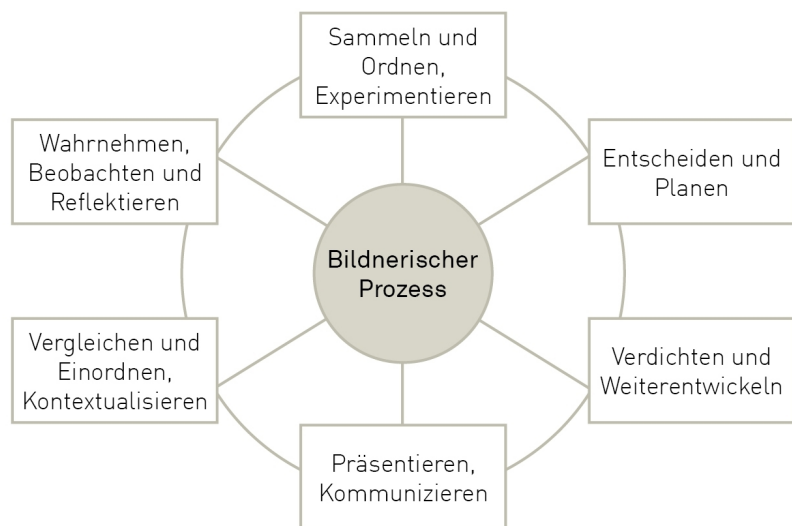 Sammeln und
Ordnen,
Experimentieren
Wahrnehmen,
Beobachten und
Reflektieren
Entscheiden und
Planen
Bildnerischer
Prozess
Vergleichen und
Einordnen,
Kontextualisieren
Verdichten und
Weiterentwickeln
Präsentieren,
Kommunizieren